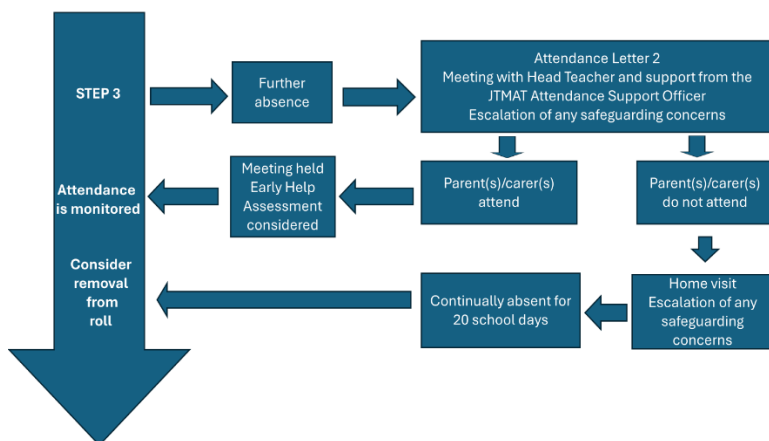 STEP 3
Further
absence
Attendance Letter 2
Meeting with Head Teacher and support from the
JTMAT Attendance Support Officer
Escalation of any safeguarding concerns
Attendance
is monitored
Meeting held
Early Help
Assessment
considered
Parent(s)/carer(s)
attend
Parent(s)/carer(s)
do not attend
Consider
removal
from
roll
Continually absent for
20 school days
Home visit
Escalation of any
safeguarding
concerns